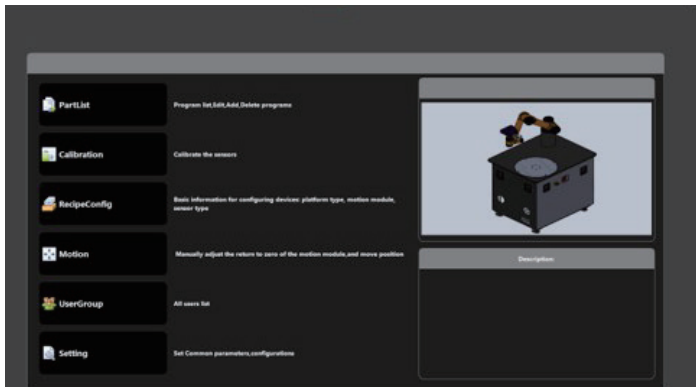 PartList
Program list,Edit,Add,Delete programs
Calibration
Calibrate the sensors
RecipeConfig
Basic information for configuring devices: platform type, motion module,
sensor type
Motion
Manually adjust the return to zero of the motion module,and move position
UserGroup
All users list
Setting
Set Common parameters,configurations
Description: